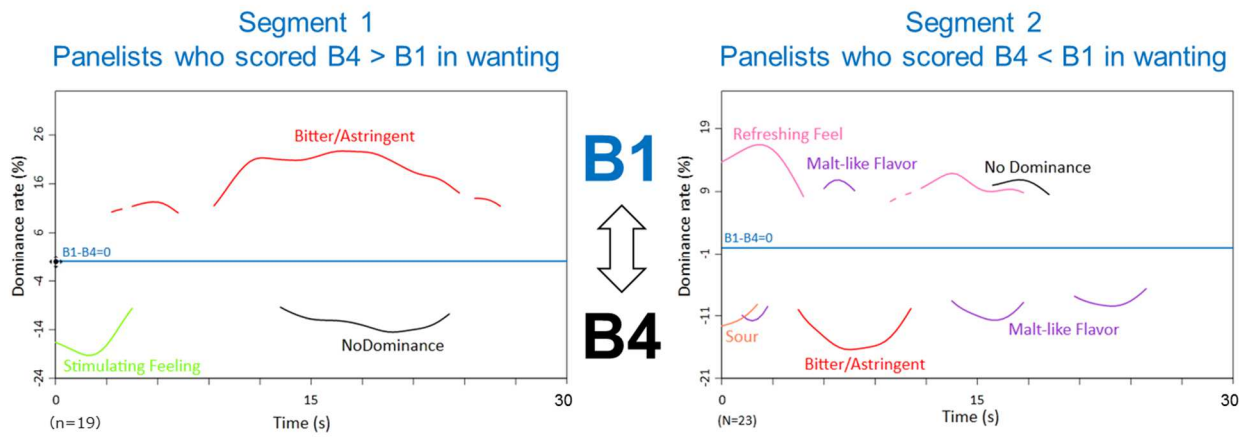 Segment 1
Panelists who scored B4 > B1 in wanting
Dominance rate (%)
26
16
6
-4
-14
-24
Bitter/Astringent
B1-B4=0
NoDominance
Stimulating Feeling
0
15
30
(n=19)
Time (s)
B1
B4
Segment 2
Panelists who scored B4 < B1 in wanting
Dominance rate (%)
19
9
-1
-11
-21
Refreshing Feel
Malt-like Flavor
No Dominance
B1-B4=0
Sour
Malt-like Flavor
Bitter/Astringent
0
15
30
(N=23)
Time (s)